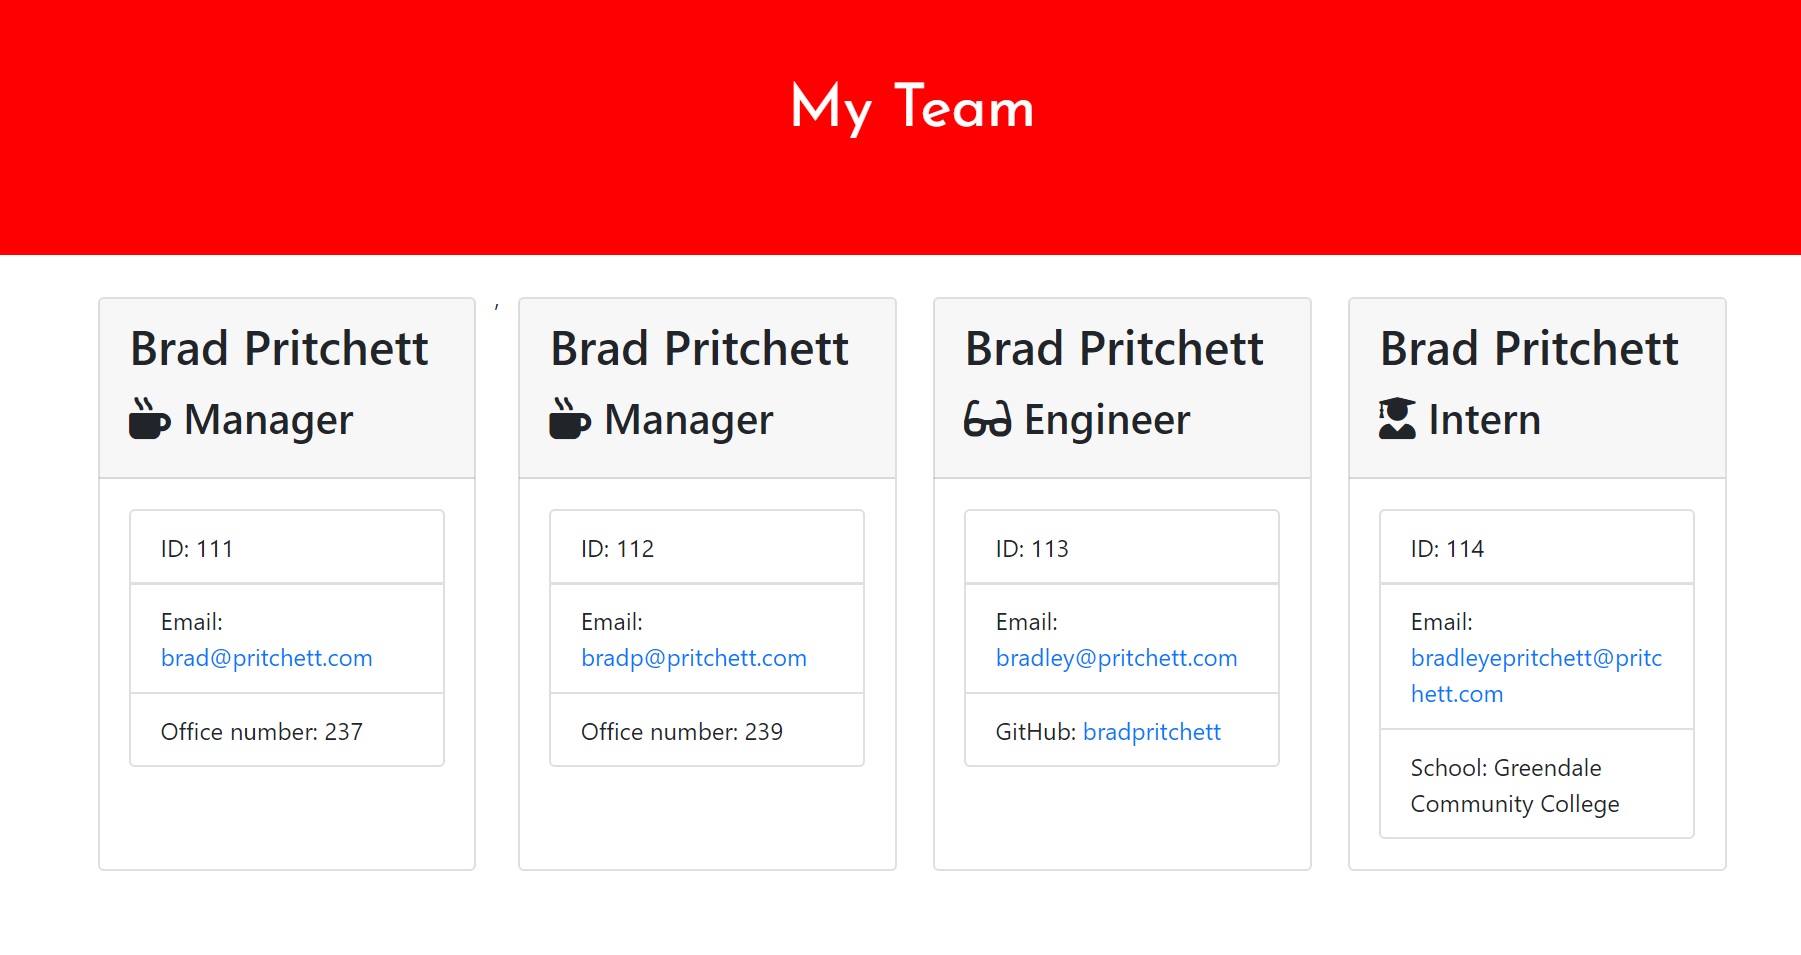 My Team
Brad Pritchett
Manager
ID: 111
Email:
brad@pritchett.com
Office number: 237
,
Brad Pritchett
Manager
ID: 112
Email:
bradp@pritchett.com
Office number: 239
Brad Pritchett
Engineer
ID: 113
Email:
bradley@pritchett.com
GitHub: bradpritchett
Brad Pritchett
Intern
ID: 114
Email:
bradleyepritchett@pritc
hett.com
School: Greendale
Community College